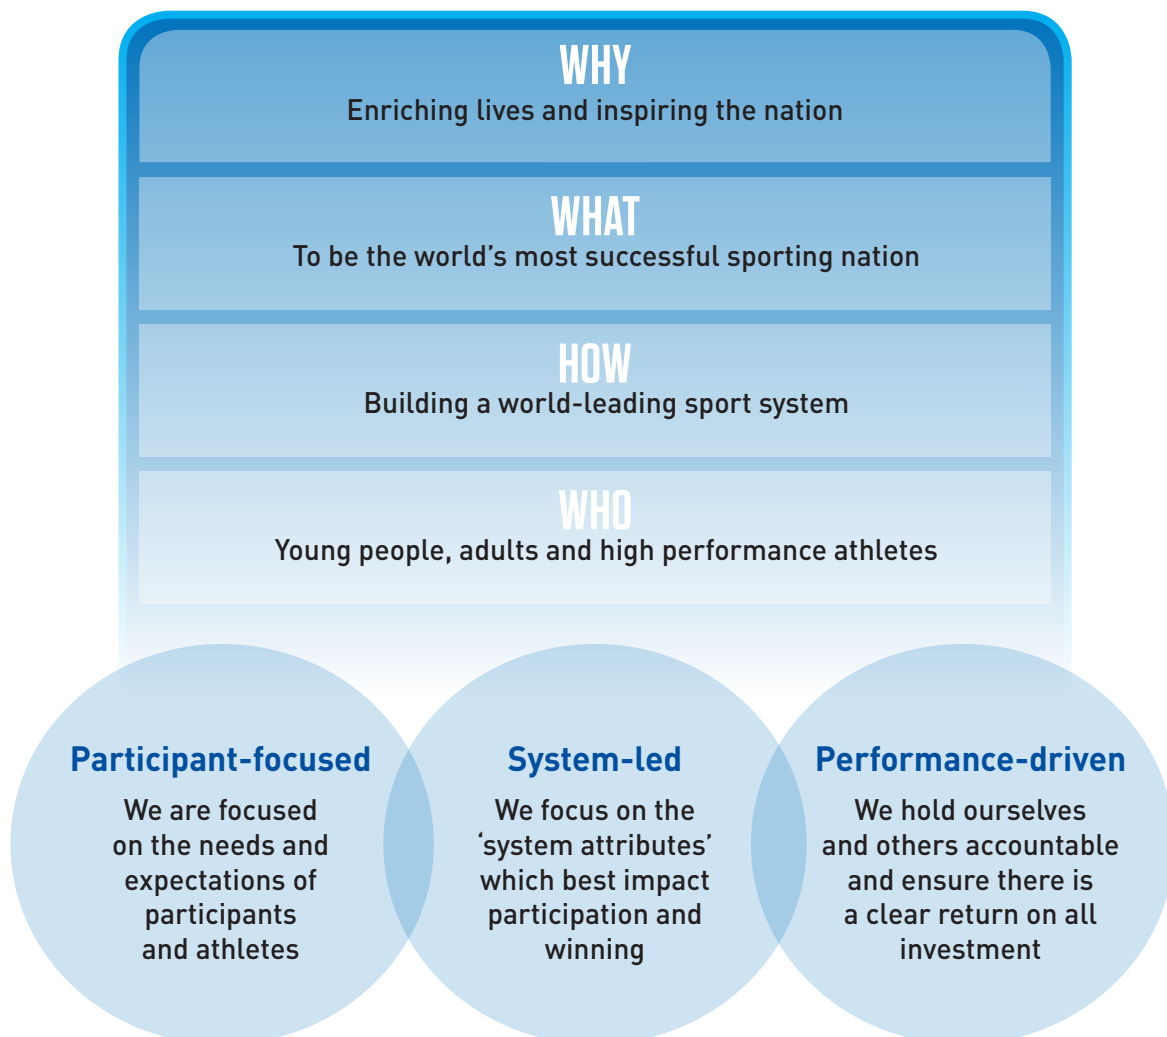 WHY
Enriching lives and inspiring the nation
WHAT
To be the world’s most successful sporting nation
HOW
Building a world-leading sport system
WHO
Young people, adults and high performance athletes
Participant-focused
We are focused
on the needs and
expectations of
participants
and athletes
System-led
We focus on the
‘system attributes’
which best impact
participation and
winning
Performance-driven
We hold ourselves
and others accountable
and ensure there is
a clear return on all
investment